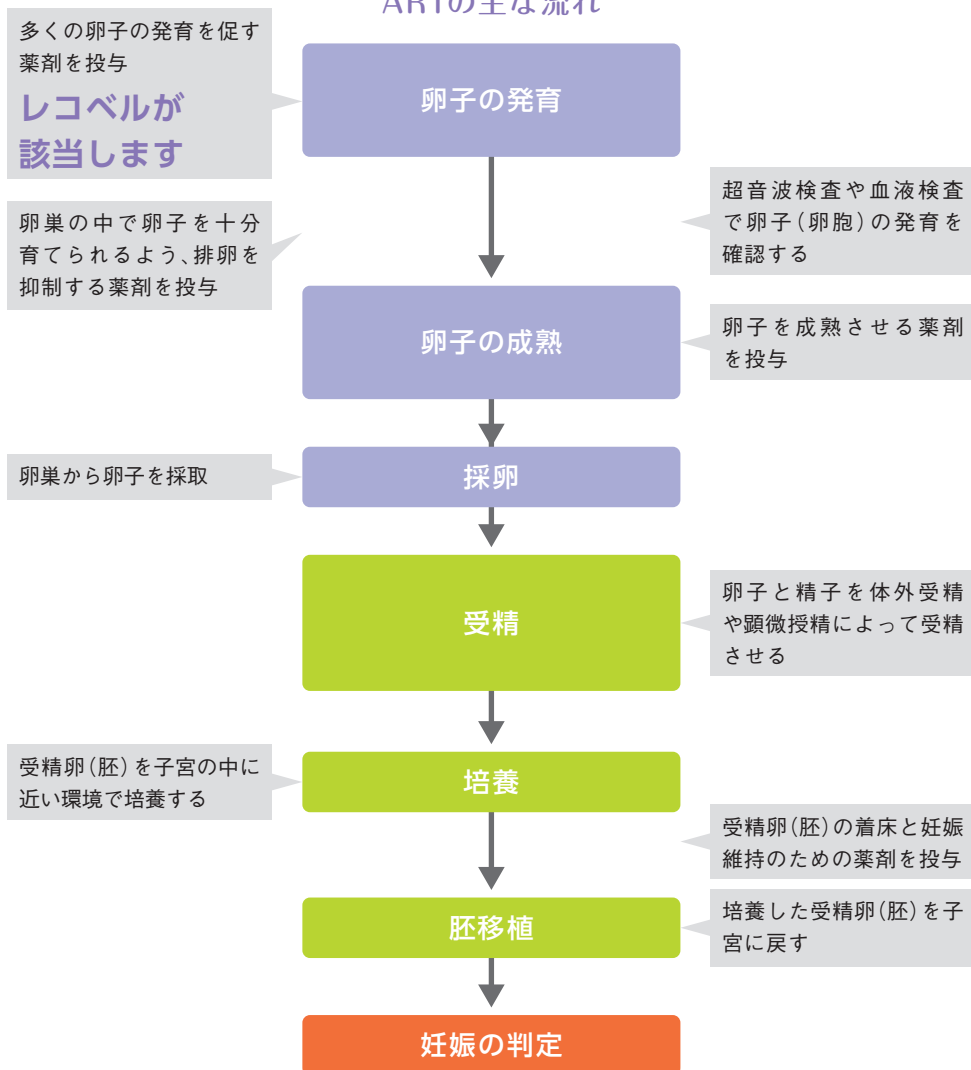 ARTの主な流れ
多くの卵子の発育を促す
薬剤を投与
レコベルが
該当します
卵子の発育
卵巣の中で卵子を十分
育てられるよう、排卵を
抑制する薬剤を投与
超音波検査や血液検査
で卵子(卵胞)の発育を
確認する
卵子の成熟
卵子を成熟させる薬剤
を投与
卵巣から卵子を採取
採卵
受精
卵子と精子を体外受精
や顕微授精によって受精
させる
受精卵(胚)を子宮の中に
近い環境で培養する
培養
受精卵(胚)の着床と妊娠
維持のための薬剤を投与
胚移植
培養した受精卵(胚)を子
宮に戻す
妊娠の判定